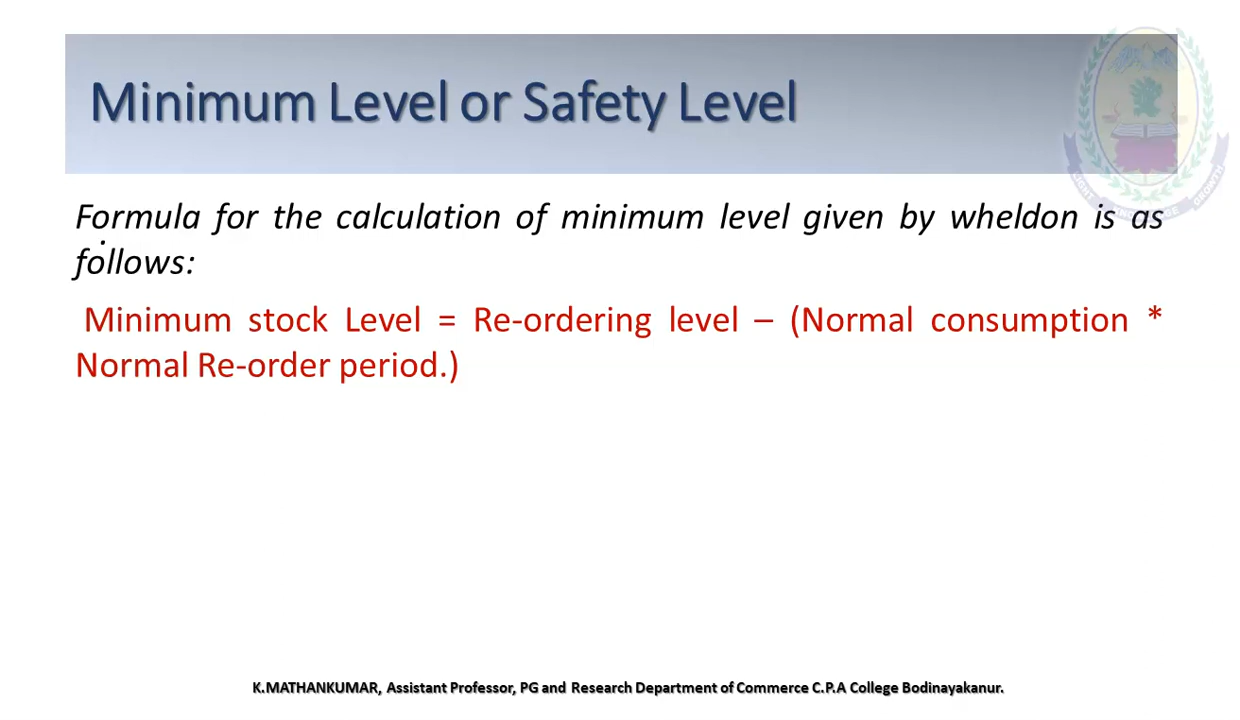 Minimum Level or Safety Level
Formula for the calculation of minimum level given by wheldon is as
follows:
Minimum stock Level = Re-ordering level – (Normal consumption *
Normal Re-order period.)
K.MATHANKUMAR, Assistant Professor, PG and Research Department of Commerce C.P.A College Bodinayakanur.